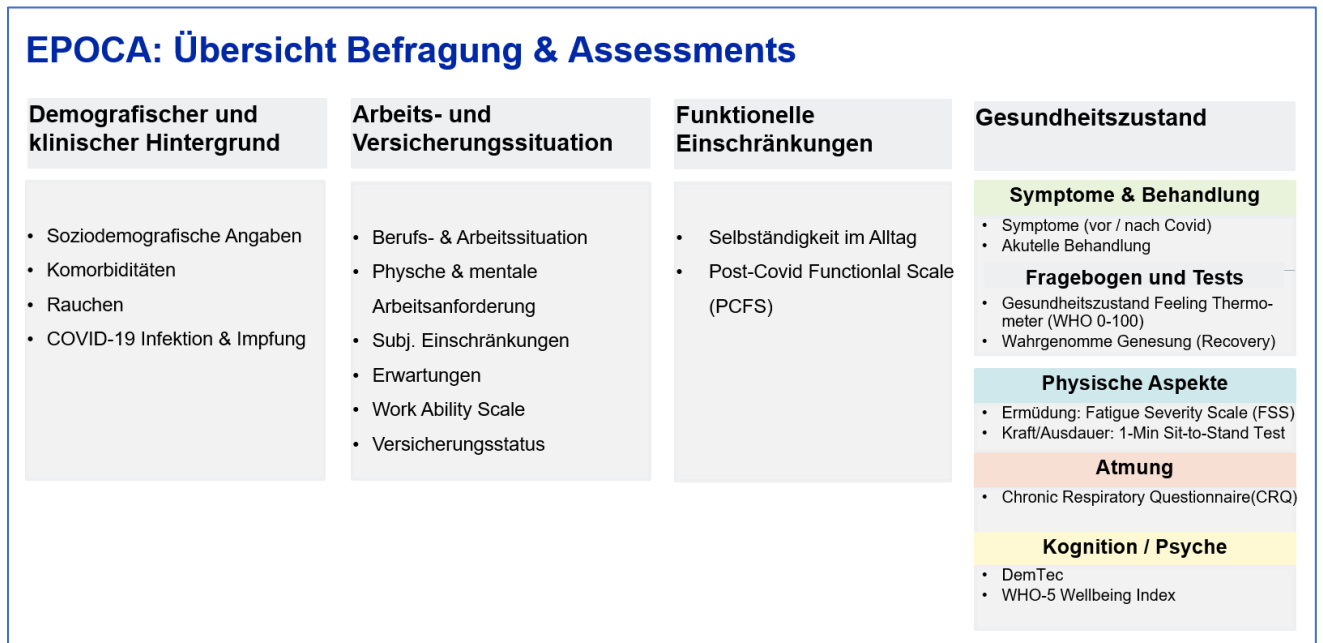 EPOCA: Übersicht Befragung & Assessments
Demografischer und
klinischer Hintergrund
• Soziodemografische Angaben
• Komorbiditäten
• Rauchen
• COVID-19 Infektion & Impfung
Arbeits- und
Versicherungssituation
• Berufs- & Arbeitssituation
• Physche & mentale
Arbeitsanforderung
• Subj. Einschränkungen
• Erwartungen
• Work Ability Scale
• Versicherungsstatus
Funktionelle
Einschränkungen
• Selbständigkeit im Alltag
• Post-Covid Functionlal Scale
(PCFS)
Gesundheitszustand
Symptome & Behandlung
• Symptome (vor / nach Covid)
• Akutelle Behandlung
Fragebogen und Tests
• Gesundheitszustand Feeling Thermo-
meter (WHO 0-100)
• Wahrgenomme Genesung (Recovery)
Physische Aspekte
• Ermüdung: Fatigue Severity Scale (FSS)
• Kraft/Ausdauer: 1-Min Sit-to-Stand Test
Atmung
• Chronic Respiratory Questionnaire(CRQ)
Kognition / Psyche
• DemTec
• WHO-5 Wellbeing Index